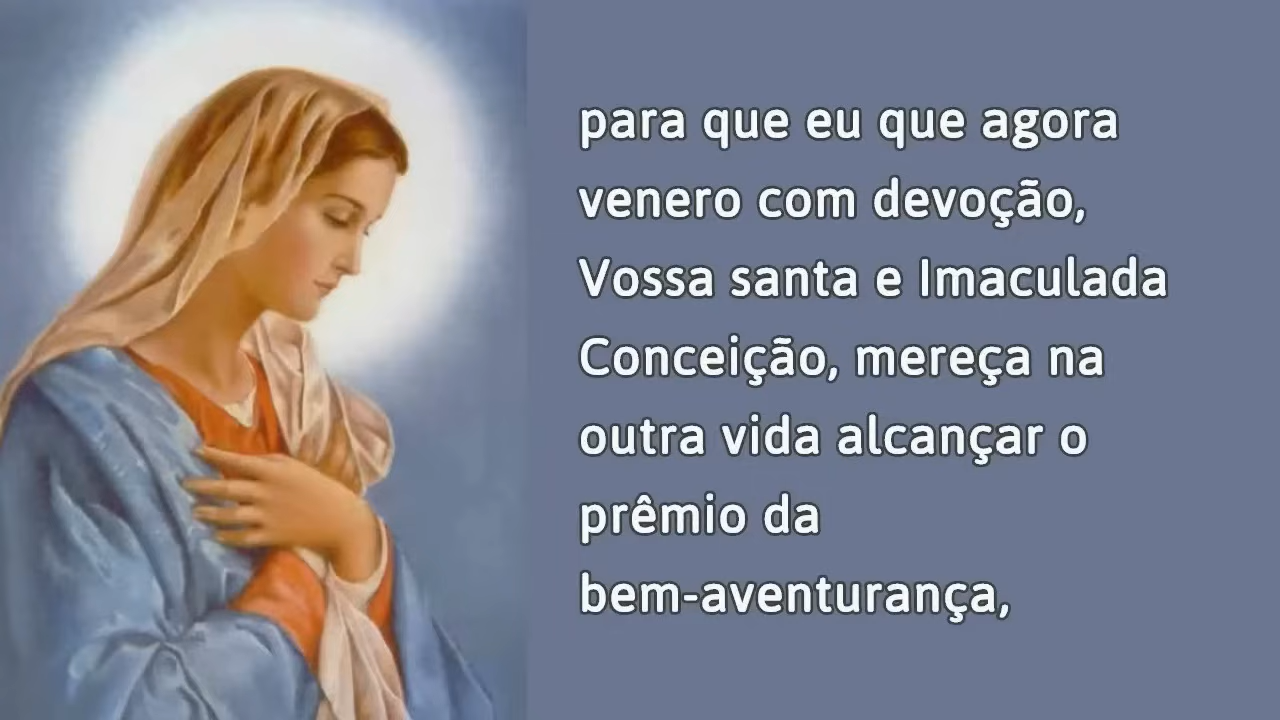 para que eu que agora
venero com devoção,
Vossa santa e Imaculada
Conceição, mereça na
outra vida alcançar o
prêmio da
bem-aventurança,